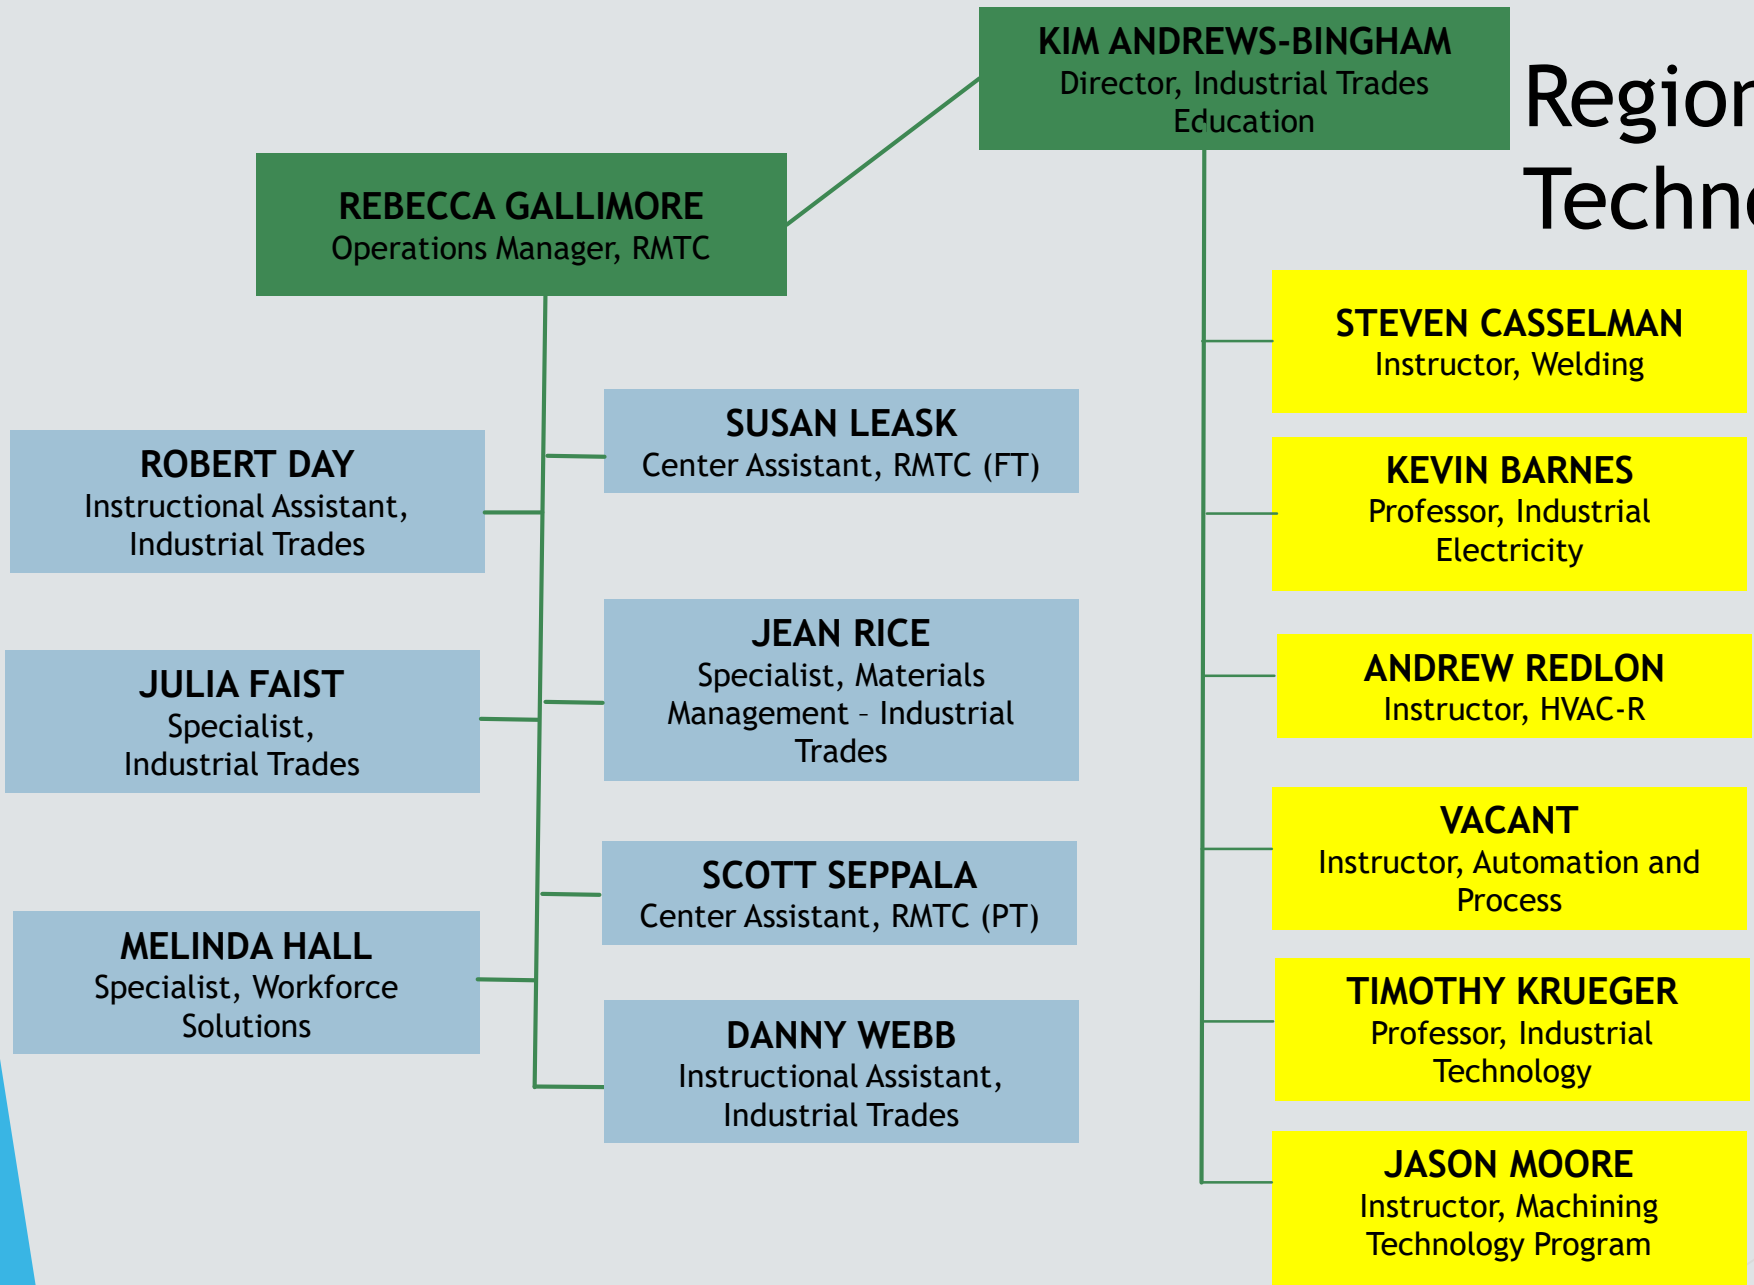 KIM ANDREWS-BINGHAM
Director, Industrial Trades
Education
REBECCA GALLIMORE
Operations Manager, RMTC
ROBERT DAY
Instructional Assistant,
Industrial Trades
JULIA FAIST
Specialist,
Industrial Trades
MELINDA HALL
Specialist, Workforce
Solutions
SUSAN LEASK
Center Assistant, RMTC (FT)
JEAN RICE
Specialist, Materials
Management – Industrial
Trades
SCOTT SEPPALA
Center Assistant, RMTC (PT)
DANNY WEBB
Instructional Assistant,
Industrial Trades
STEVEN CASSELMAN
Instructor, Welding
KEVIN BARNES
Professor, Industrial
Electricity
ANDREW REDLON
Instructor, HVAC-R
VACANT
Instructor, Automation and
Process
TIMOTHY KRUEGER
Professor, Industrial
Technology
JASON MOORE
Instructor, Machining
Technology Program